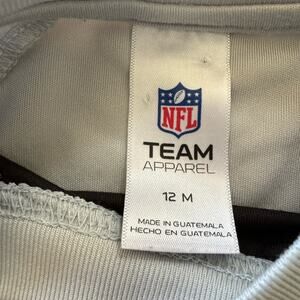 NFL
TEAM
APPAREL
12 M
MADE IN GUATEMALA
HECHO EN GUATEMALA